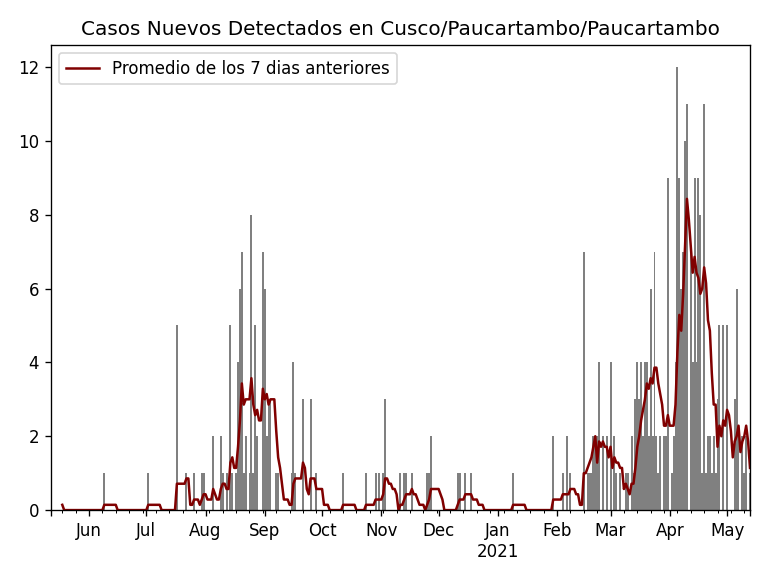 Casos Nuevos Detectados en Cusco/Paucartambo/Paucartambo
Promedio de los 7 dias anteriores
12
10
8
6
4
2
0
Jun Jul Aug Sep Oct Nov Dec Jan Feb Mar Apr May
2021